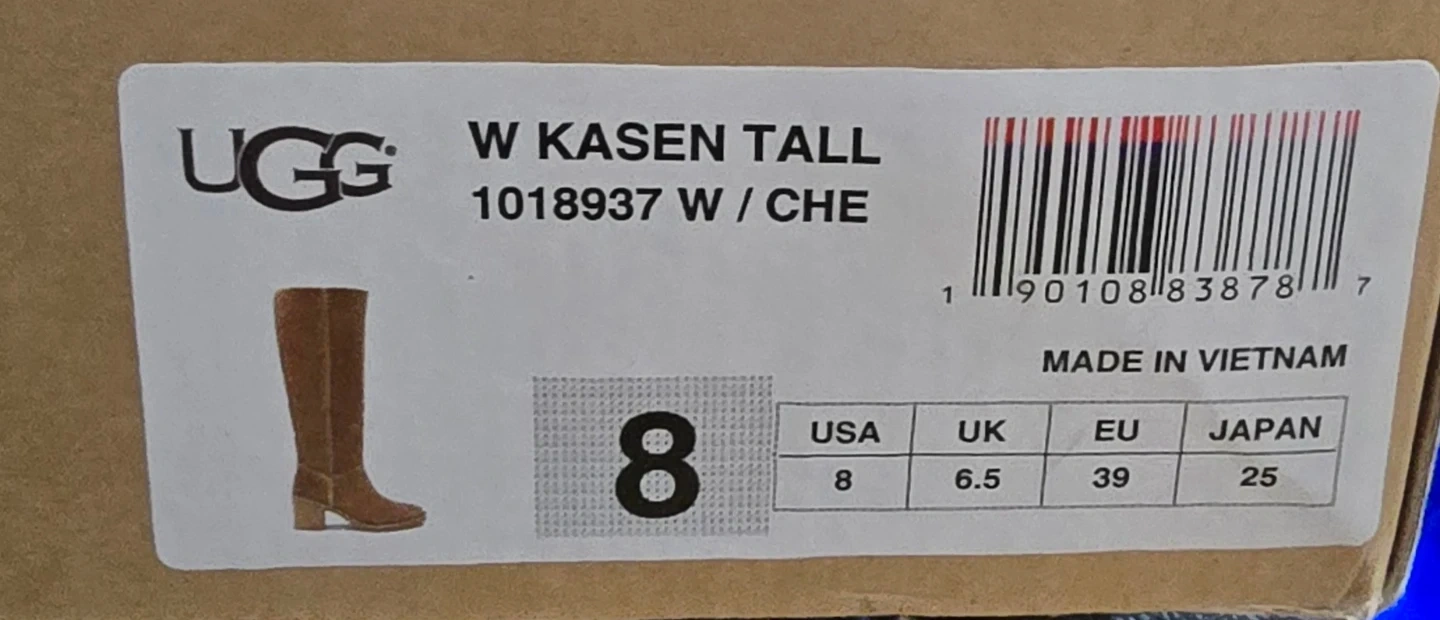 UGG
W KASEN TALL
1018937 W / CHE
1 90108 83878 7
MADE IN VIETNAM
8
USA UK EU JAPAN
8 6.5 39 25